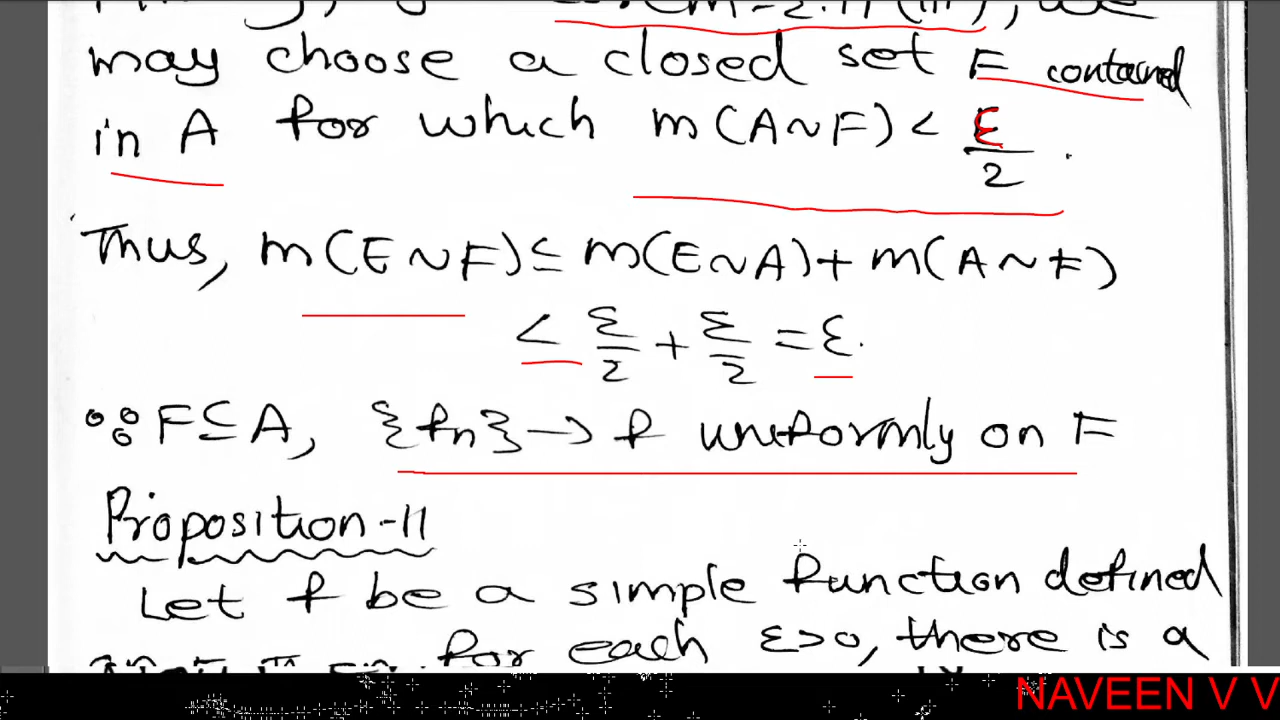 may choose a closed set F contained
in A for which m(A~F) < ε/2.
Thus, m(E~F) ≤ m(E~A) + m(A~F)
< ε/2 + ε/2 = ε.
∵ F⊆A, {fn} → f uniformly on F
Proposition-11
Let f be a simple function defined
for each ε>0, there is a
NAVEEN V V